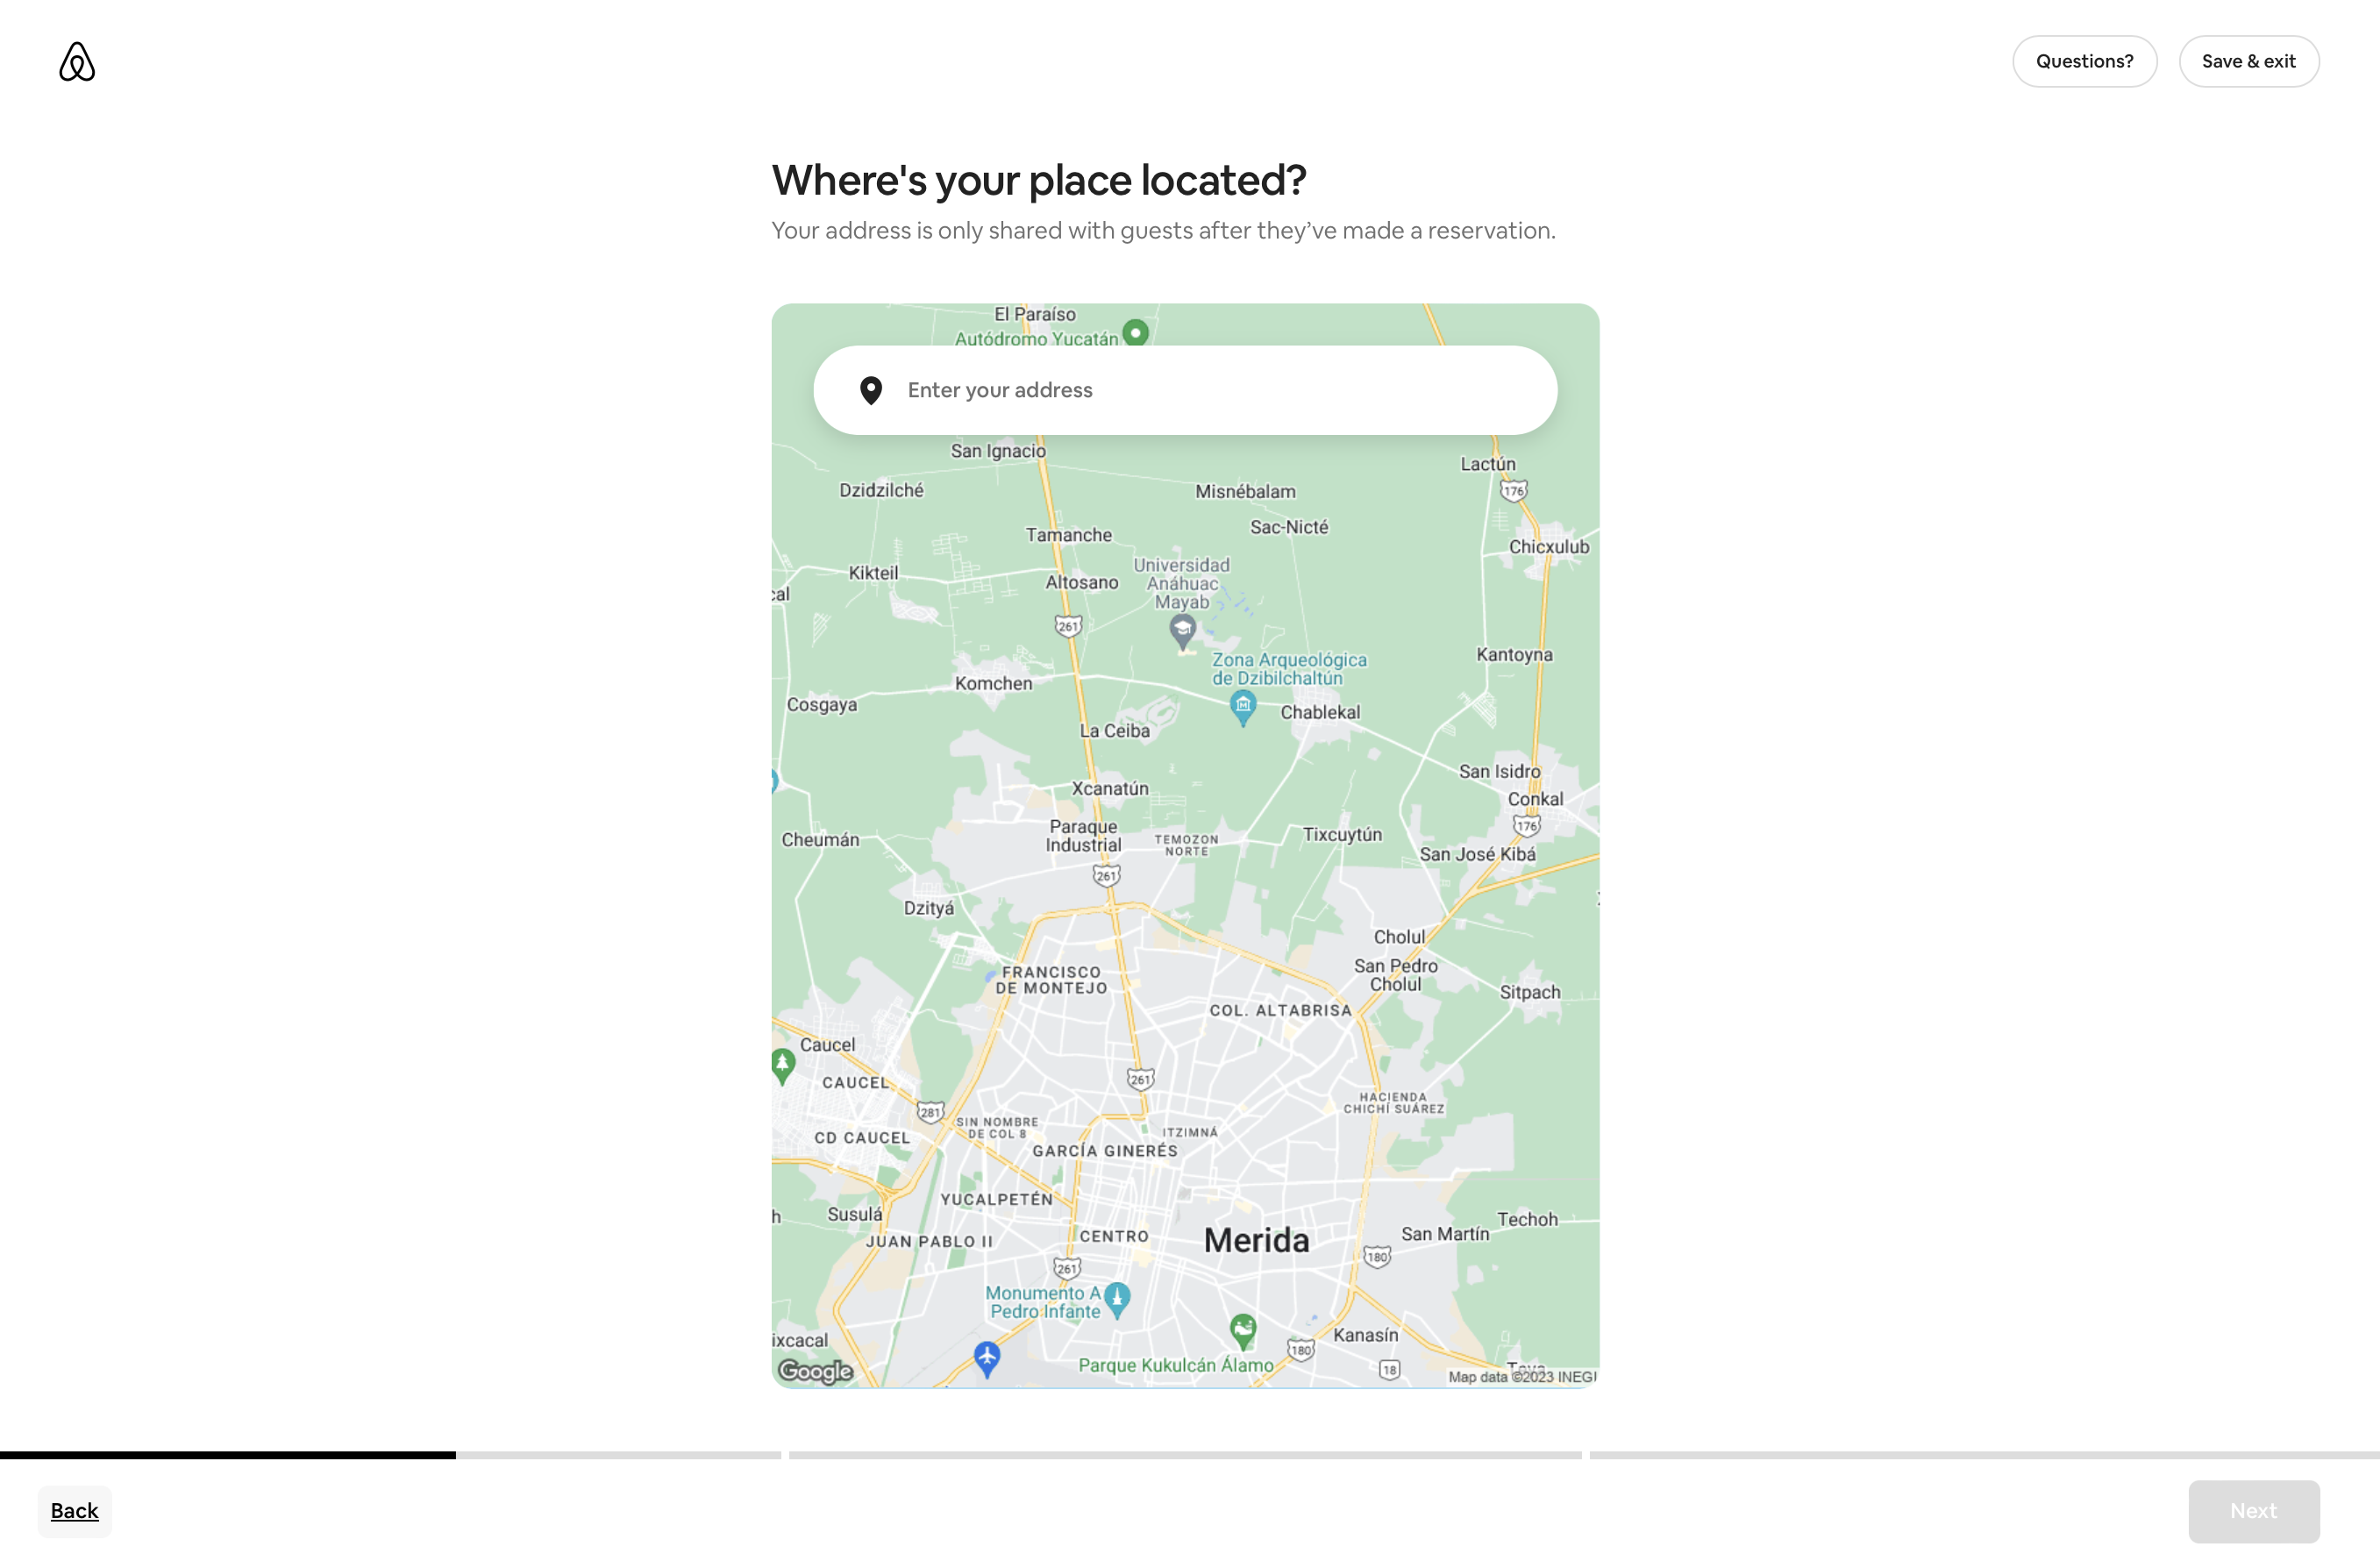 Questions?
Save & exit
Where's your place located?
Your address is only shared with guests after they’ve made a reservation.
El Paraíso
Autódromo Yucatán
Enter your address
San Ignacio
Lactún
Dzidzilché
Misnébalam
176
Sac-Nicté
Tamanche
Chicxulub
Universidad
Anáhuac
Mayab
Kikteil
Altosano
cal
261
Kantoyna
Zona Arqueológica
de Dzibilchaltún
Komchen
Cosgaya
Chablekal
La Ceiba
San Isidro
Xcanatún
Conkal
Paraque
Industrial
176
Cheumán
TEMOZON
NORTE
Tixcuytún
San José Kibá
261
Dzityá
Cholul
San Pedro
Cholul
FRANCISCO
DE MONTEJO
Sitpach
COL. ALTABRISA
Caucel
CAUCEL
261
HACIENDA
CHICHÍ SUÁREZ
281
SIN NOMBRE
DE COL 8
ITZIMNÁ
CD CAUCEL
GARCÍA GINERÉS
YUCALPETÉN
h
Susulá
Techoh
San Martín
JUAN PABLO II
CENTRO
Merida
180
261
Monumento A
Pedro Infante
Kanasín
ixcacal
180
Parque Kukulcán Álamo
18
Google
Map data ©2023 INEGI
Back
Next